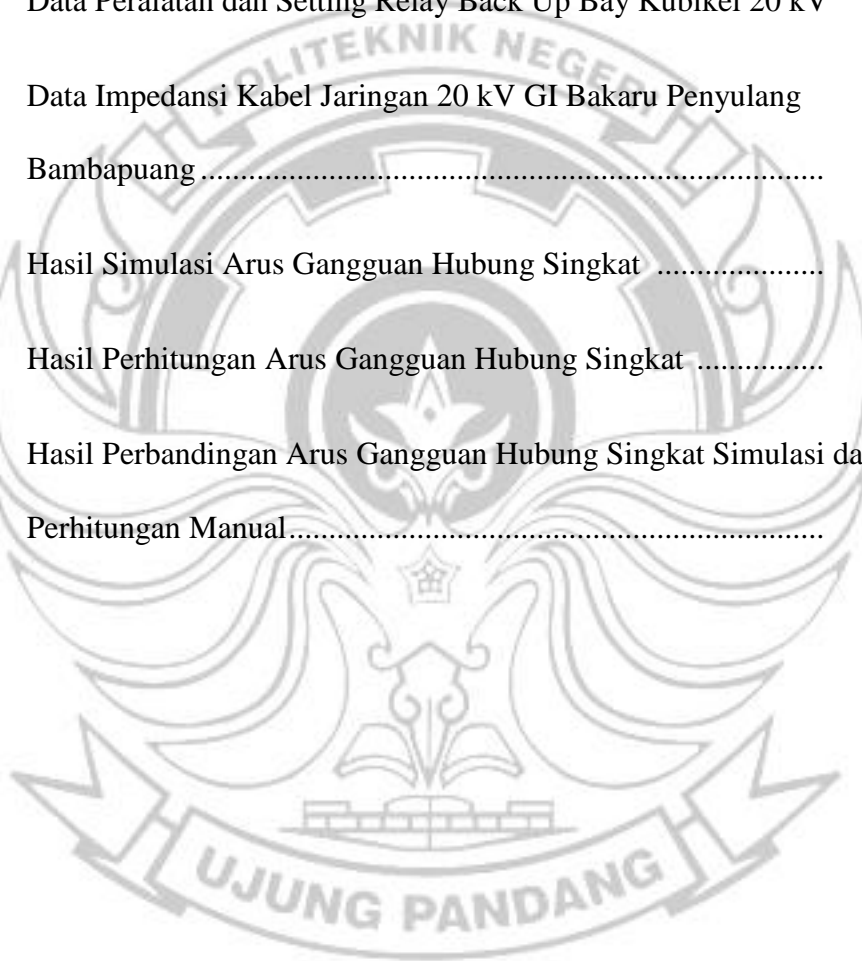 Data Peralatan dan Setting Relay Back Up Bay Kubikel 20 kV
POLITEKNIK NEGERI
Data Impedansi Kabel Jaringan 20 kV GI Bakaru Penyulang
Bambapuang ..............................................................................
Hasil Simulasi Arus Gangguan Hubung Singkat .....................
Hasil Perhitungan Arus Gangguan Hubung Singkat ................
Hasil Perbandingan Arus Gangguan Hubung Singkat Simulasi da
Perhitungan Manual...................................................................
UJUNG PANDANG